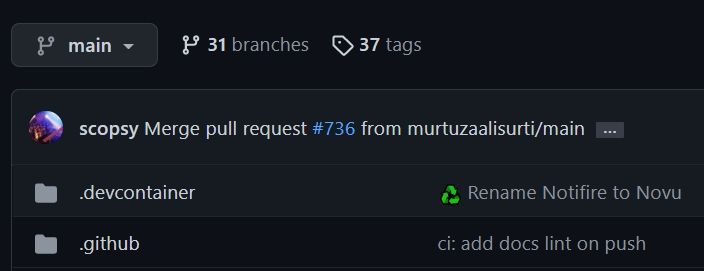 main 31 branches 37 tags
scopsy Merge pull request #736 from murtuzaalisurti/main ...
.devcontainer ♻ Rename Notifire to Novu
.github ci: add docs lint on push